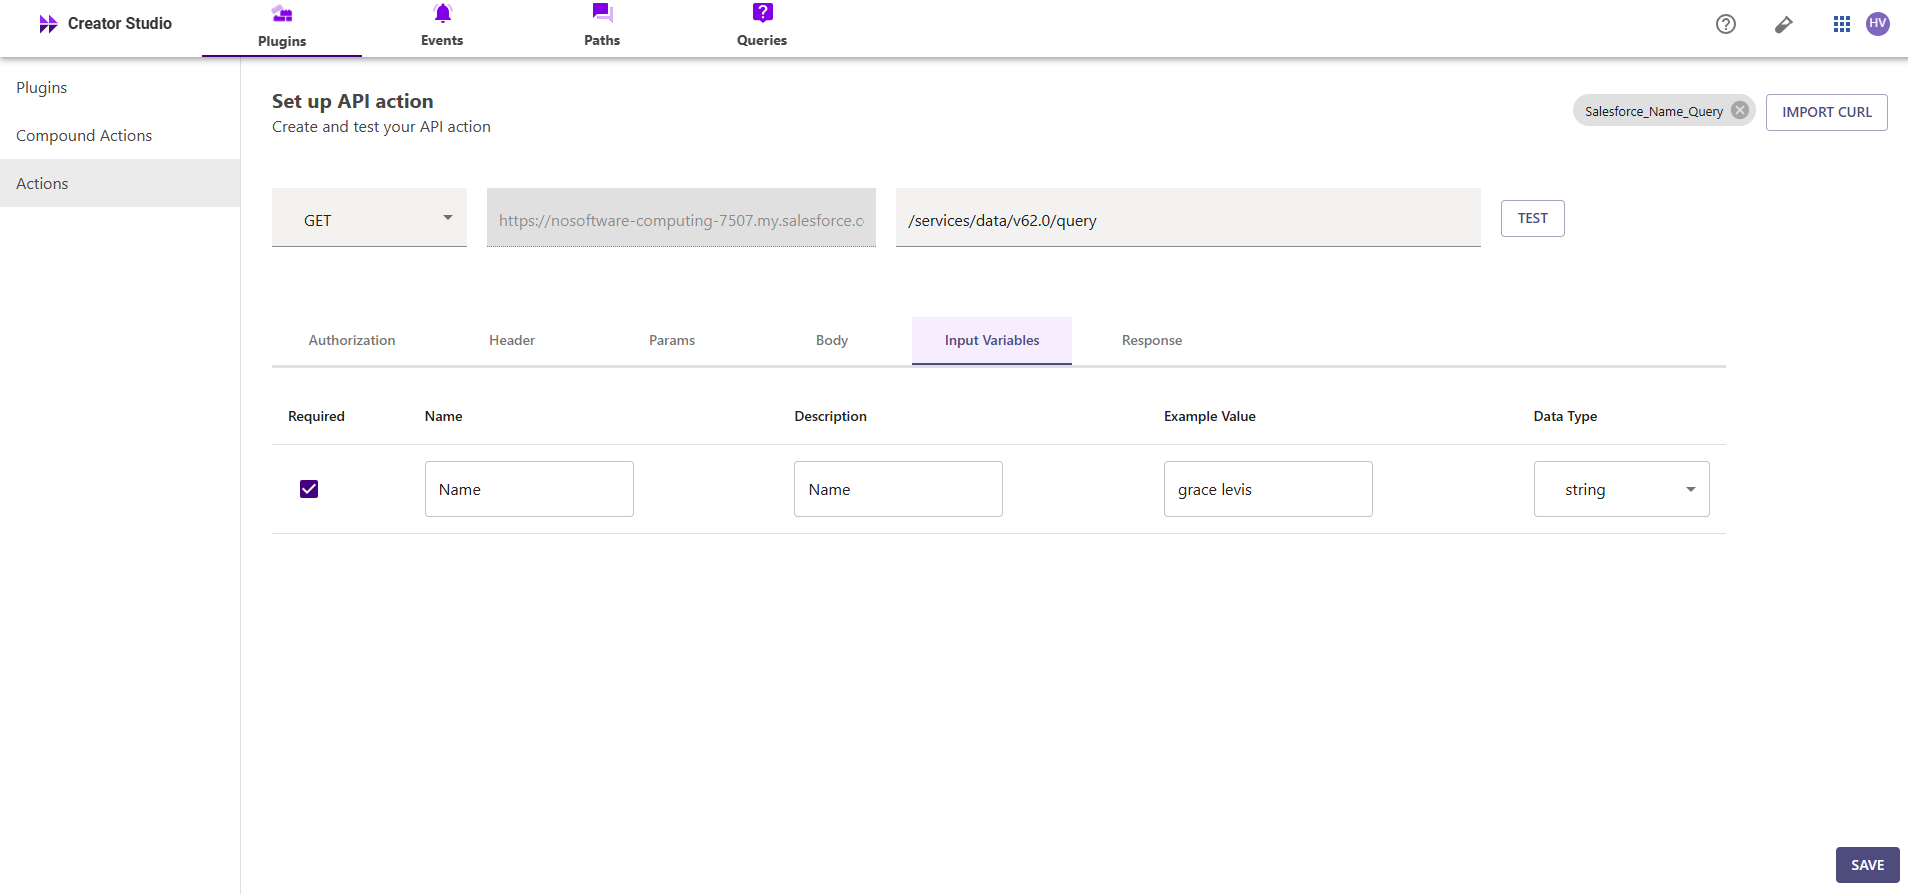 Creator Studio
Plugins
Events
Paths
Queries
HV
Plugins
Compound Actions
Actions
Set up API action
Create and test your API action
Salesforce_Name_Query
IMPORT CURL
GET
https://nosoftware-computing-7507.my.salesforce.c
/services/data/v62.0/query
TEST
Authorization
Header
Params
Body
Input Variables
Response
Required
Name
Description
Example Value
Data Type
Name
Name
grace levis
string
SAVE